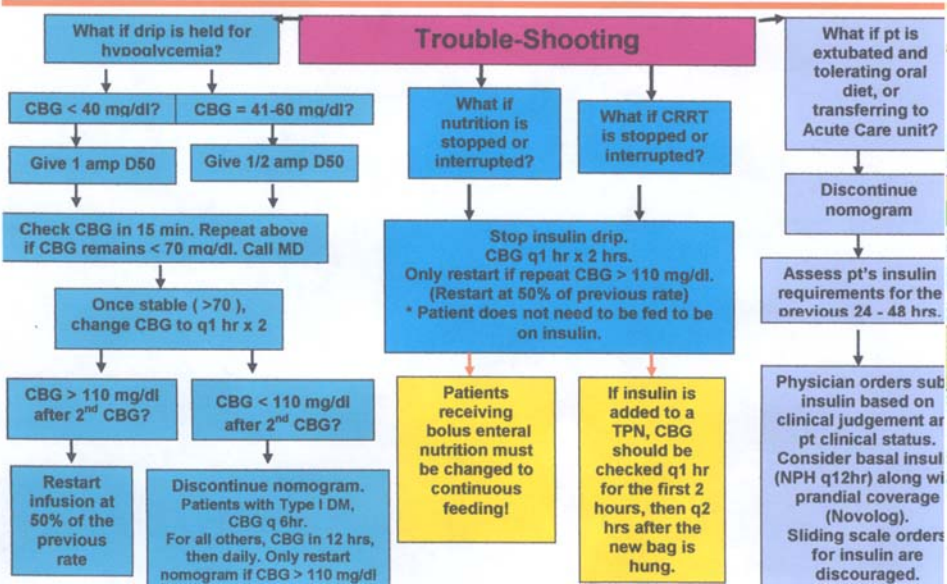 Trouble-Shooting
What if drip is held for
hypoglycemia?
CBG < 40 mg/dl?
CBG = 41-60 mg/dl?
Give 1 amp D50
Give 1/2 amp D50
Check CBG in 15 min. Repeat above
if CBG remains < 70 mg/dl. Call MD
Once stable ( >70 ),
change CBG to q1 hr x 2
CBG > 110 mg/dl
after 2nd CBG?
CBG < 110 mg/dl
after 2nd CBG?
Restart
infusion at
50% of the
previous
rate
Discontinue nomogram.
Patients with Type I DM,
CBG q 6hr.
For all others, CBG in 12 hrs,
then daily. Only restart
nomogram if CBG > 110 mg/dl
What if
nutrition is
stopped or
interrupted?
What if CRRT
is stopped or
interrupted?
Stop insulin drip.
CBG q1 hr x 2 hrs.
Only restart if repeat CBG > 110 mg/dl.
(Restart at 50% of previous rate)
* Patient does not need to be fed to be
on insulin.
Patients
receiving
bolus enteral
nutrition must
be changed to
continuous
feeding!
If insulin is
added to a
TPN, CBG
should be
checked q1 hr
for the first 2
hours, then q2
hrs after the
new bag is
hung.
What if pt is
extubated and
tolerating oral
diet, or
transferring to
Acute Care unit?
Discontinue
nomogram
Assess pt's insulin
requirements for the
previous 24 - 48 hrs.
Physician orders sub
insulin based on
clinical judgement an
pt clinical status.
Consider basal insul
(NPH q12hr) along wi
prandial coverage
(Novolog).
Sliding scale orders
for insulin are
discouraged.